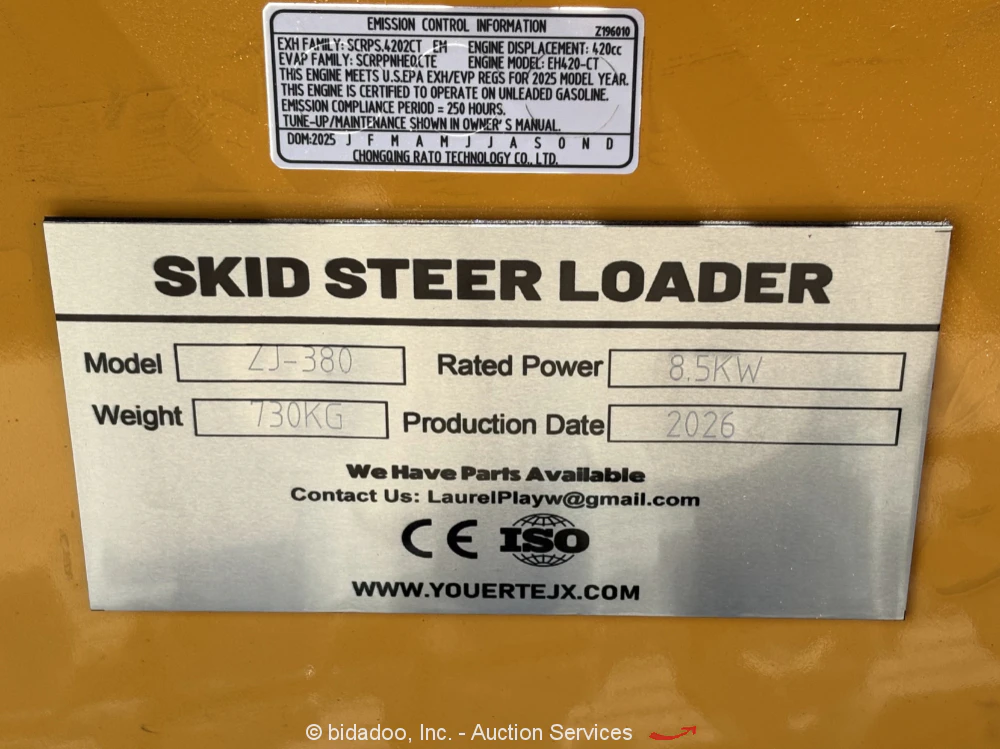 EMISSION CONTROL INFORMATION Z196010
EXH FAMILY: SCRPS.4202CT EM ENGINE DISPLACEMENT: 420cc
EVAP FAMILY: SCRPPNHEQLTE ENGINE MODEL: EH420-CT
THIS ENGINE MEETS U.S.EPA EXH/EVP REGS FOR 2025 MODEL YEAR.
THIS ENGINE IS CERTIFIED TO OPERATE ON UNLEADED GASOLINE.
EMISSION COMPLIANCE PERIOD = 250 HOURS.
TUNE-UP/MAINTENANCE SHOWN IN OWNER'S MANUAL.
DOM:2025 J F M A M J J A S O N D
CHONGQING RATO TECHNOLOGY CO., LTD.
SKID STEER LOADER
Model ZJ-380 Rated Power 8.5KW
Weight 730KG Production Date 2026
We Have Parts Available
Contact Us: LaurelPlayw@gmail.com
CE ISO
WWW.YOUERTEJX.COM
© bidadoo, Inc. - Auction Services